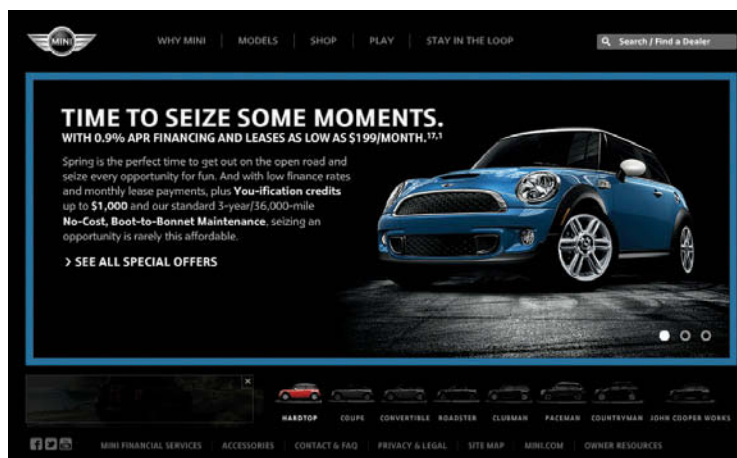 MINI
WHY MINI
MODELS
SHOP
PLAY
STAY IN THE LOOP
Search / Find a Dealer
TIME TO SEIZE SOME MOMENTS.
WITH 0.9% APR FINANCING AND LEASES AS LOW AS $199/MONTH.17,1
Spring is the perfect time to get out on the open road and
seize every opportunity for fun. And with low finance rates
and monthly lease payments, plus You-ification credits
up to $1,000 and our standard 3-year/36,000-mile
No-Cost, Boot-to-Bonnet Maintenance, seizing an
opportunity is rarely this affordable.
> SEE ALL SPECIAL OFFERS
HARDTOP
COUPE
CONVERTIBLE
ROADSTER
CLUBMAN
PACEMAN
COUNTRYMAN
JOHN COOPER WORKS
MINI FINANCIAL SERVICES
ACCESSORIES
CONTACT & FAQ
PRIVACY & LEGAL
SITE MAP
MINI.COM
OWNER RESOURCES